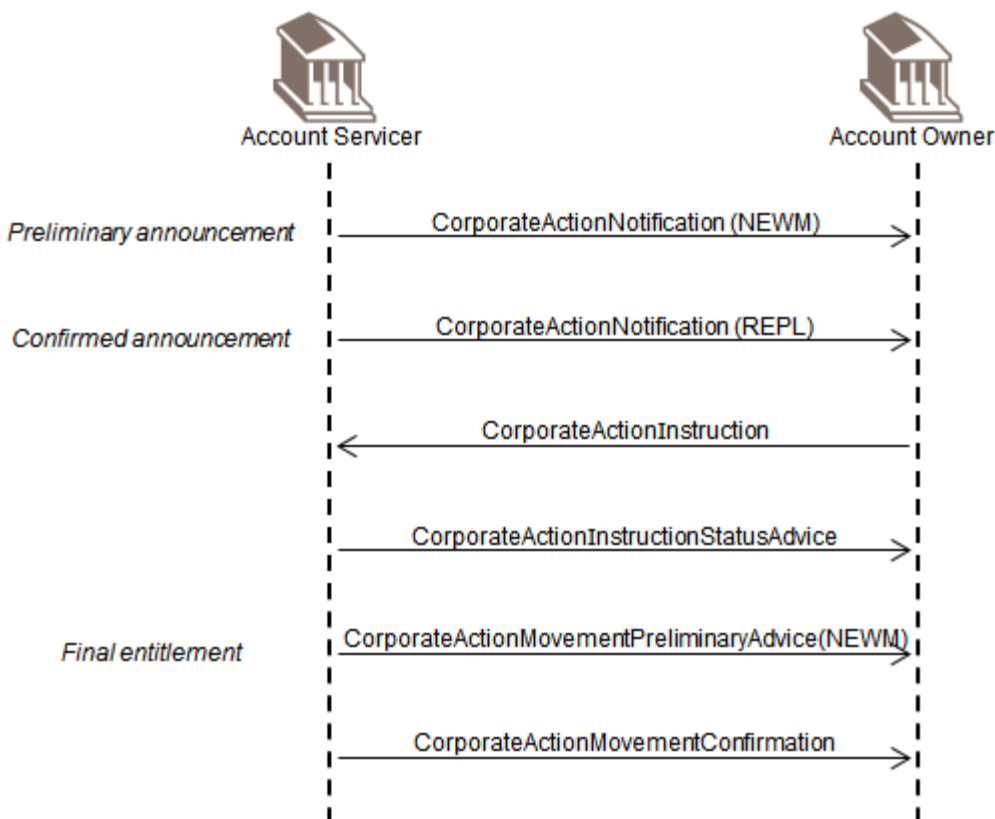 Account Servicer
Account Owner
Preliminary announcement
CorporateActionNotification (NEWM)
Confirmed announcement
CorporateActionNotification (REPL)
CorporateActionInstruction
CorporateActionInstructionStatusAdvice
Final entitlement
CorporateActionMovementPreliminaryAdvice(NEWM)
CorporateActionMovementConfirmation